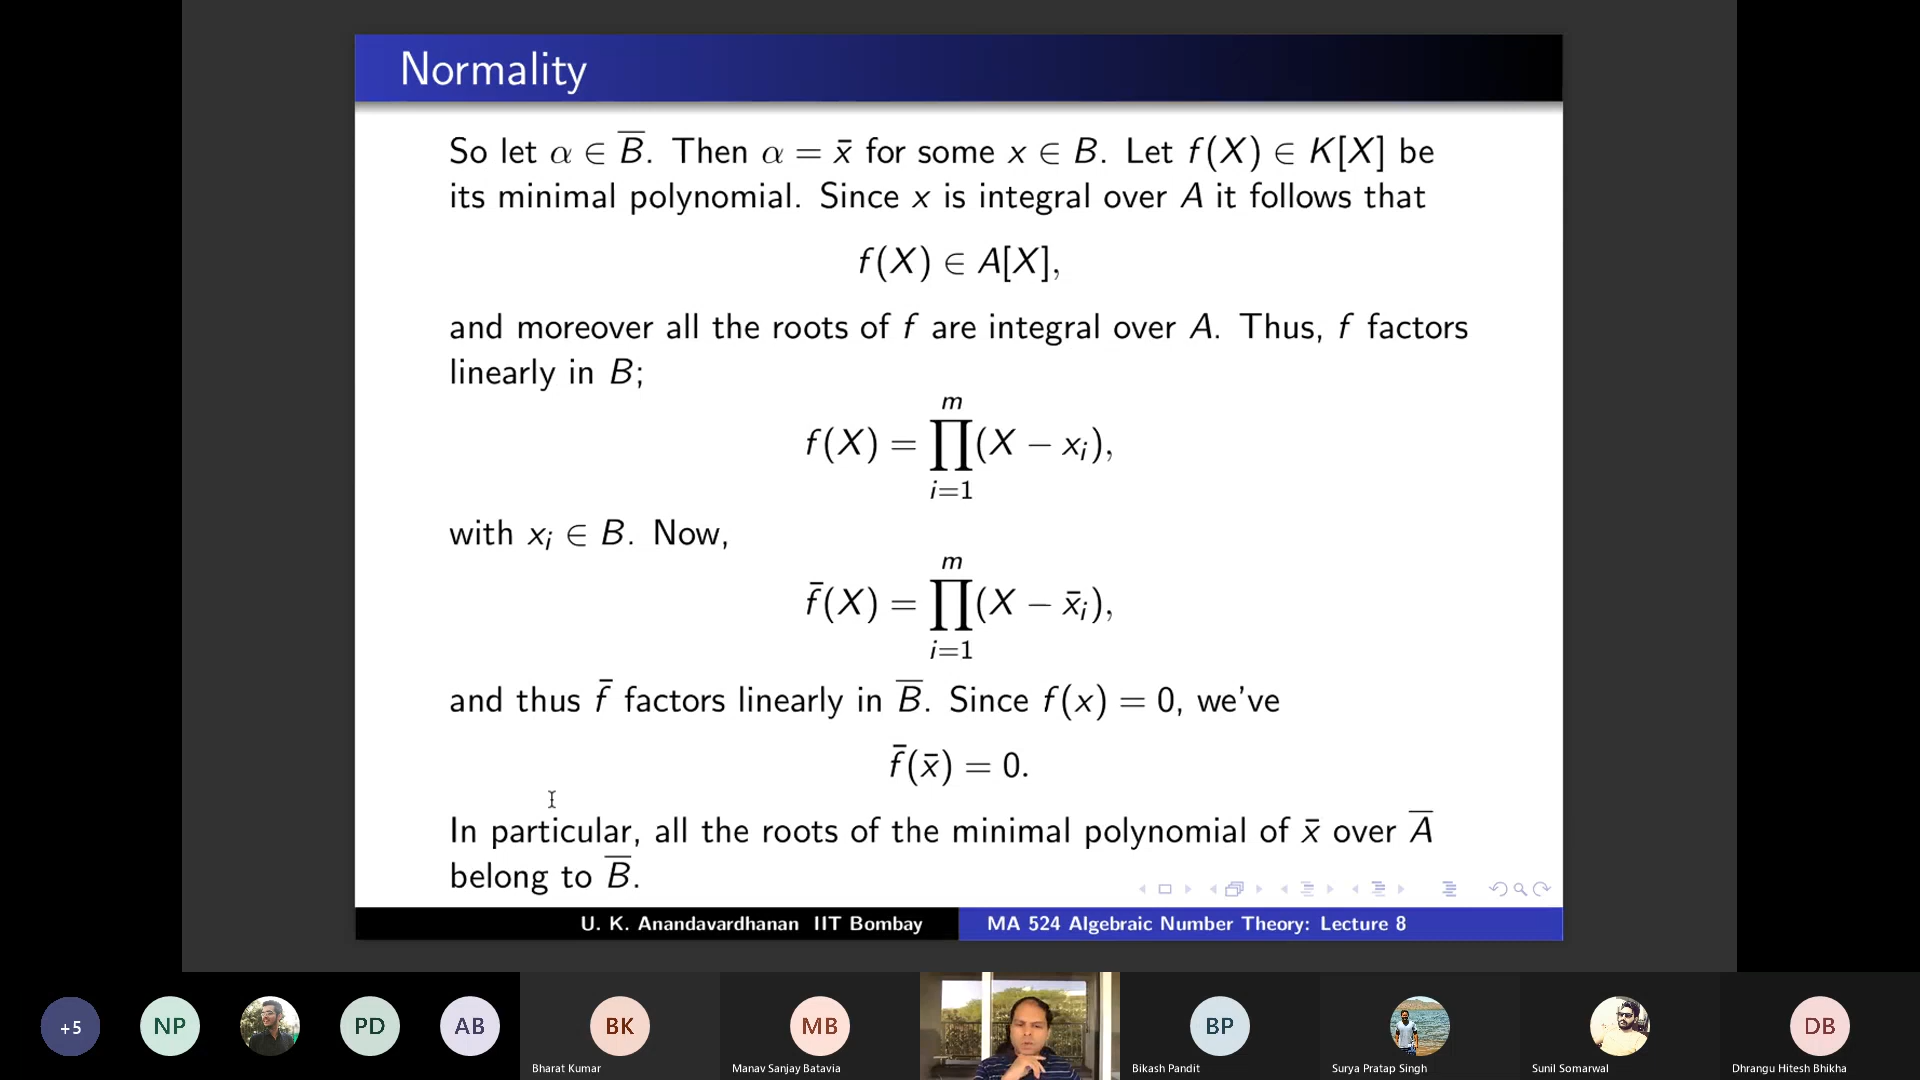 Normality
So let α ∈ B̅. Then α = x̄ for some x ∈ B. Let f(X) ∈ K[X] be
its minimal polynomial. Since x is integral over A it follows that
f(X) ∈ A[X],
and moreover all the roots of f are integral over A. Thus, f factors
linearly in B;
f(X) = ∏_{i=1}^{m} (X − x_i),
with x_i ∈ B. Now,
f̄(X) = ∏_{i=1}^{m} (X − x̄_i),
and thus f̄ factors linearly in B̅. Since f(x) = 0, we've
f̄(x̄) = 0.
In particular, all the roots of the minimal polynomial of x̄ over A̅
belong to B̅.
U. K. Anandavardhanan IIT Bombay
MA 524 Algebraic Number Theory: Lecture 8
+5
NP
PD
AB
BK
MB
BP
DB
Bharat Kumar
Manav Sanjay Batavia
Bikash Pandit
Surya Pratap Singh
Sunil Somarwal
Dhrangu Hitesh Bhikha